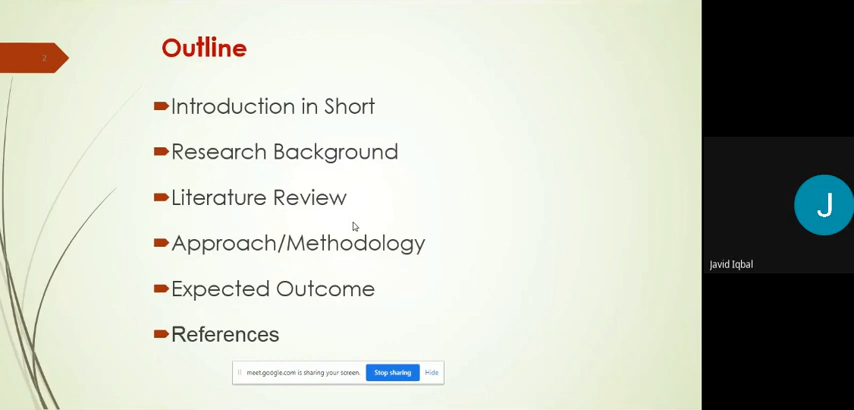 2
Outline
Introduction in Short
Research Background
Literature Review
Approach/Methodology
Expected Outcome
References
meet.google.com is sharing your screen.
Stop sharing
Hide
J
Javid Iqbal